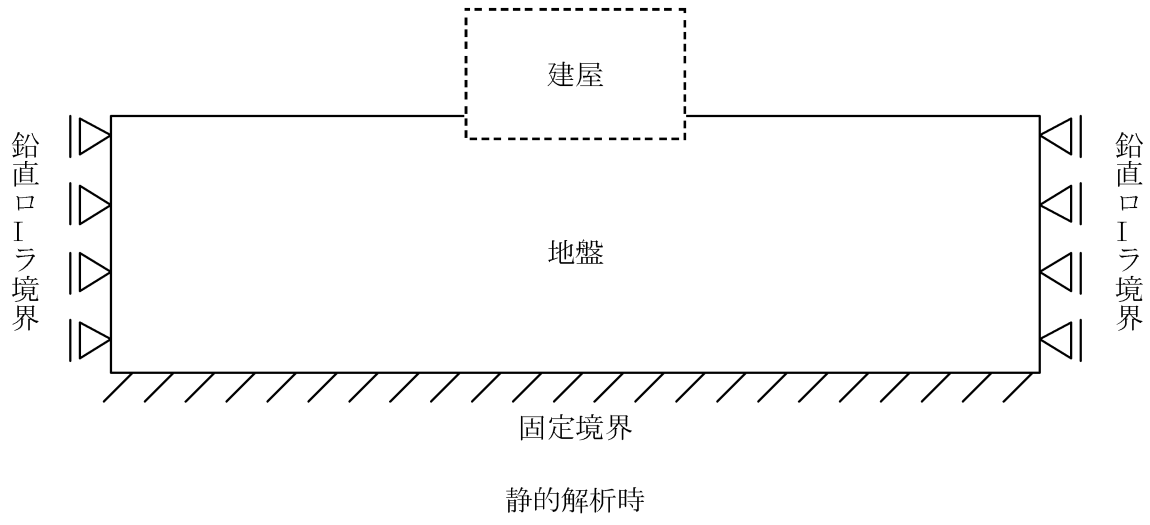 建屋
鉛直ローラ境界
鉛直ローラ境界
地盤
固定境界
静的解析時